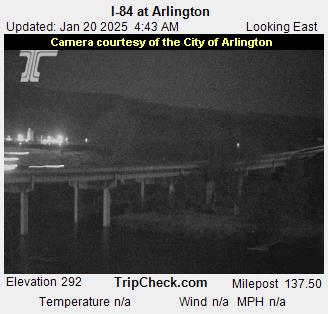 I-84 at Arlington
Updated: Jan 20 2025 4:43 AM Looking East
Camera courtesy of the City of Arlington
Elevation 292 TripCheck.com Milepost 137.50
Temperature n/a Wind n/a MPH n/a